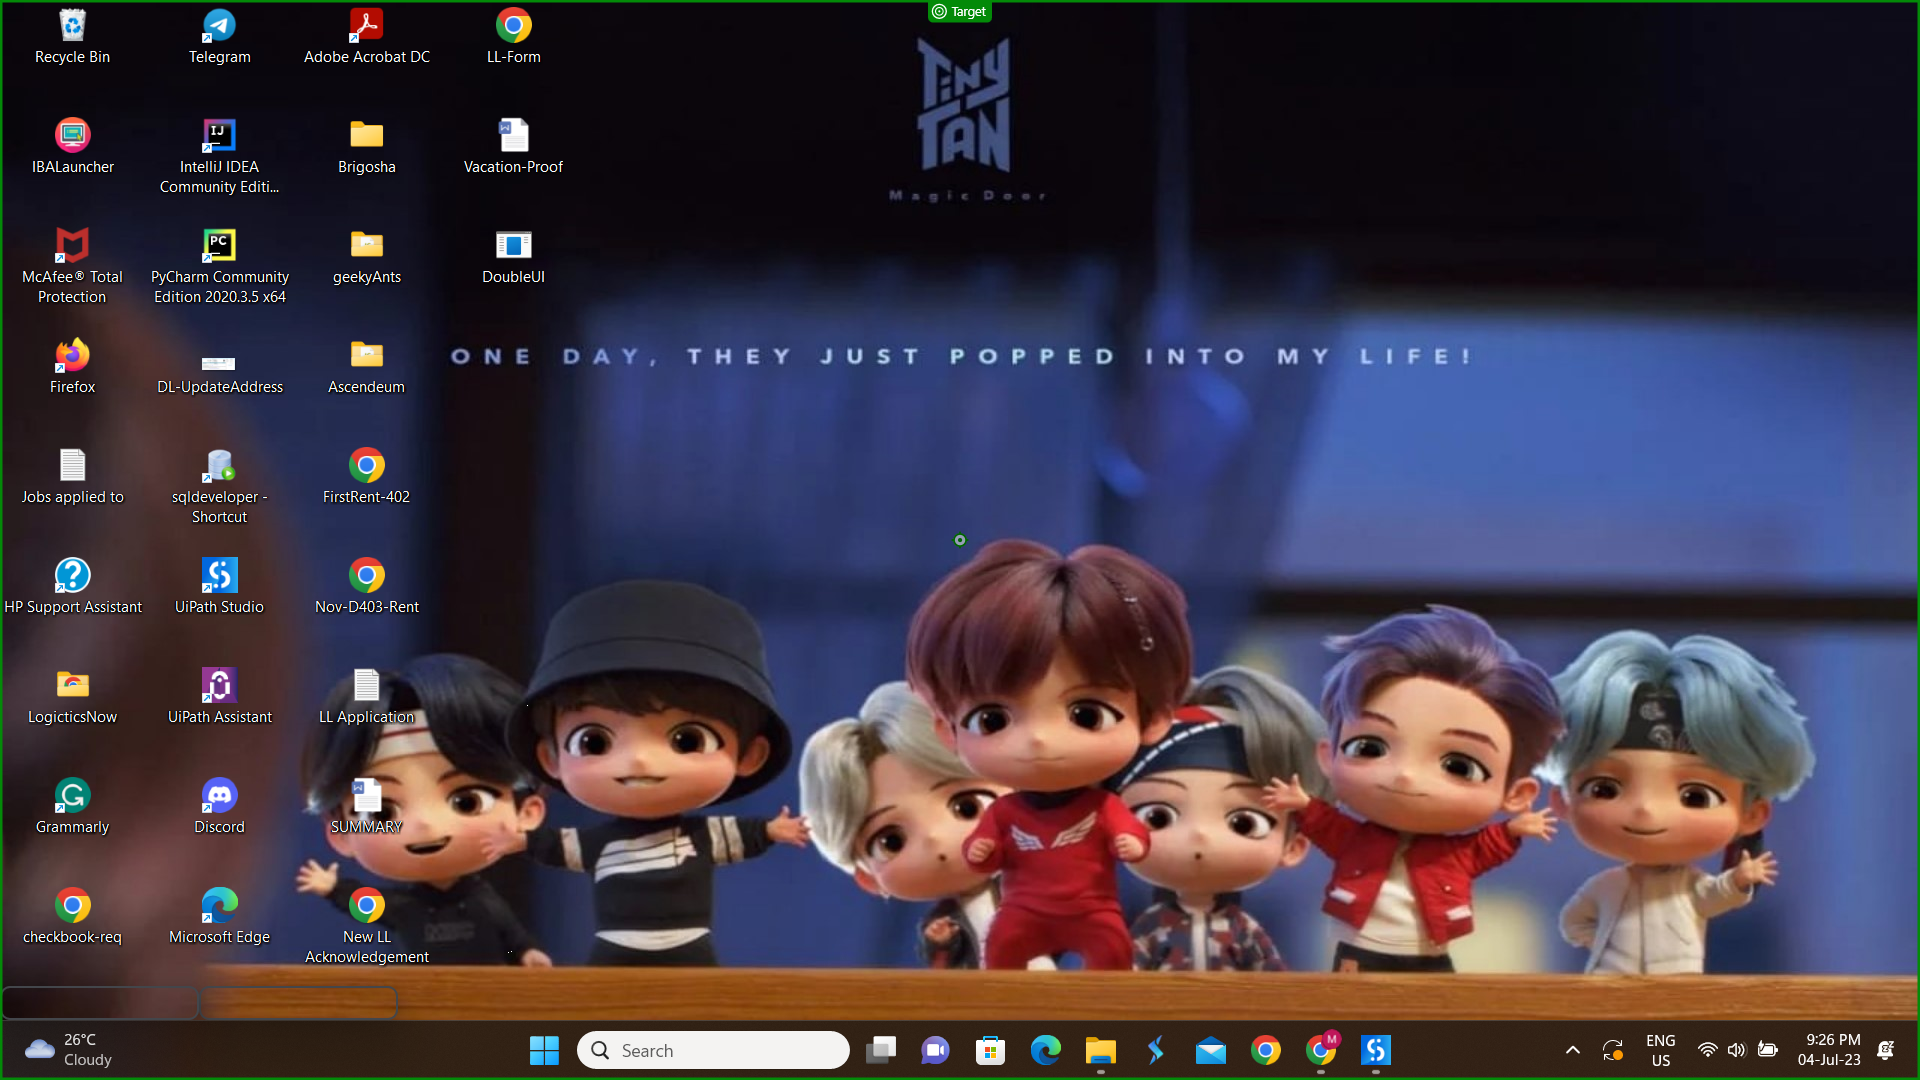 Target
Recycle Bin
Telegram
Adobe Acrobat DC
LL-Form
TiNY
TAN
Magic Door
IBALauncher
IntelliJ IDEA
Community Editi...
Brigosha
Vacation-Proof
McAfee® Total
Protection
PyCharm Community
Edition 2020.3.5 x64
geekyAnts
DoubleUI
ONE DAY, THEY JUST POPPED INTO MY LIFE!
Firefox
DL-UpdateAddress
Ascendeum
Jobs applied to
sqldeveloper -
Shortcut
FirstRent-402
HP Support Assistant
UiPath Studio
Nov-D403-Rent
LogicticsNow
UiPath Assistant
LL Application
Grammarly
Discord
SUMMARY
checkbook-req
Microsoft Edge
New LL
Acknowledgement
26°C
Cloudy
Search
M
ENG
US
9:26 PM
04-Jul-23